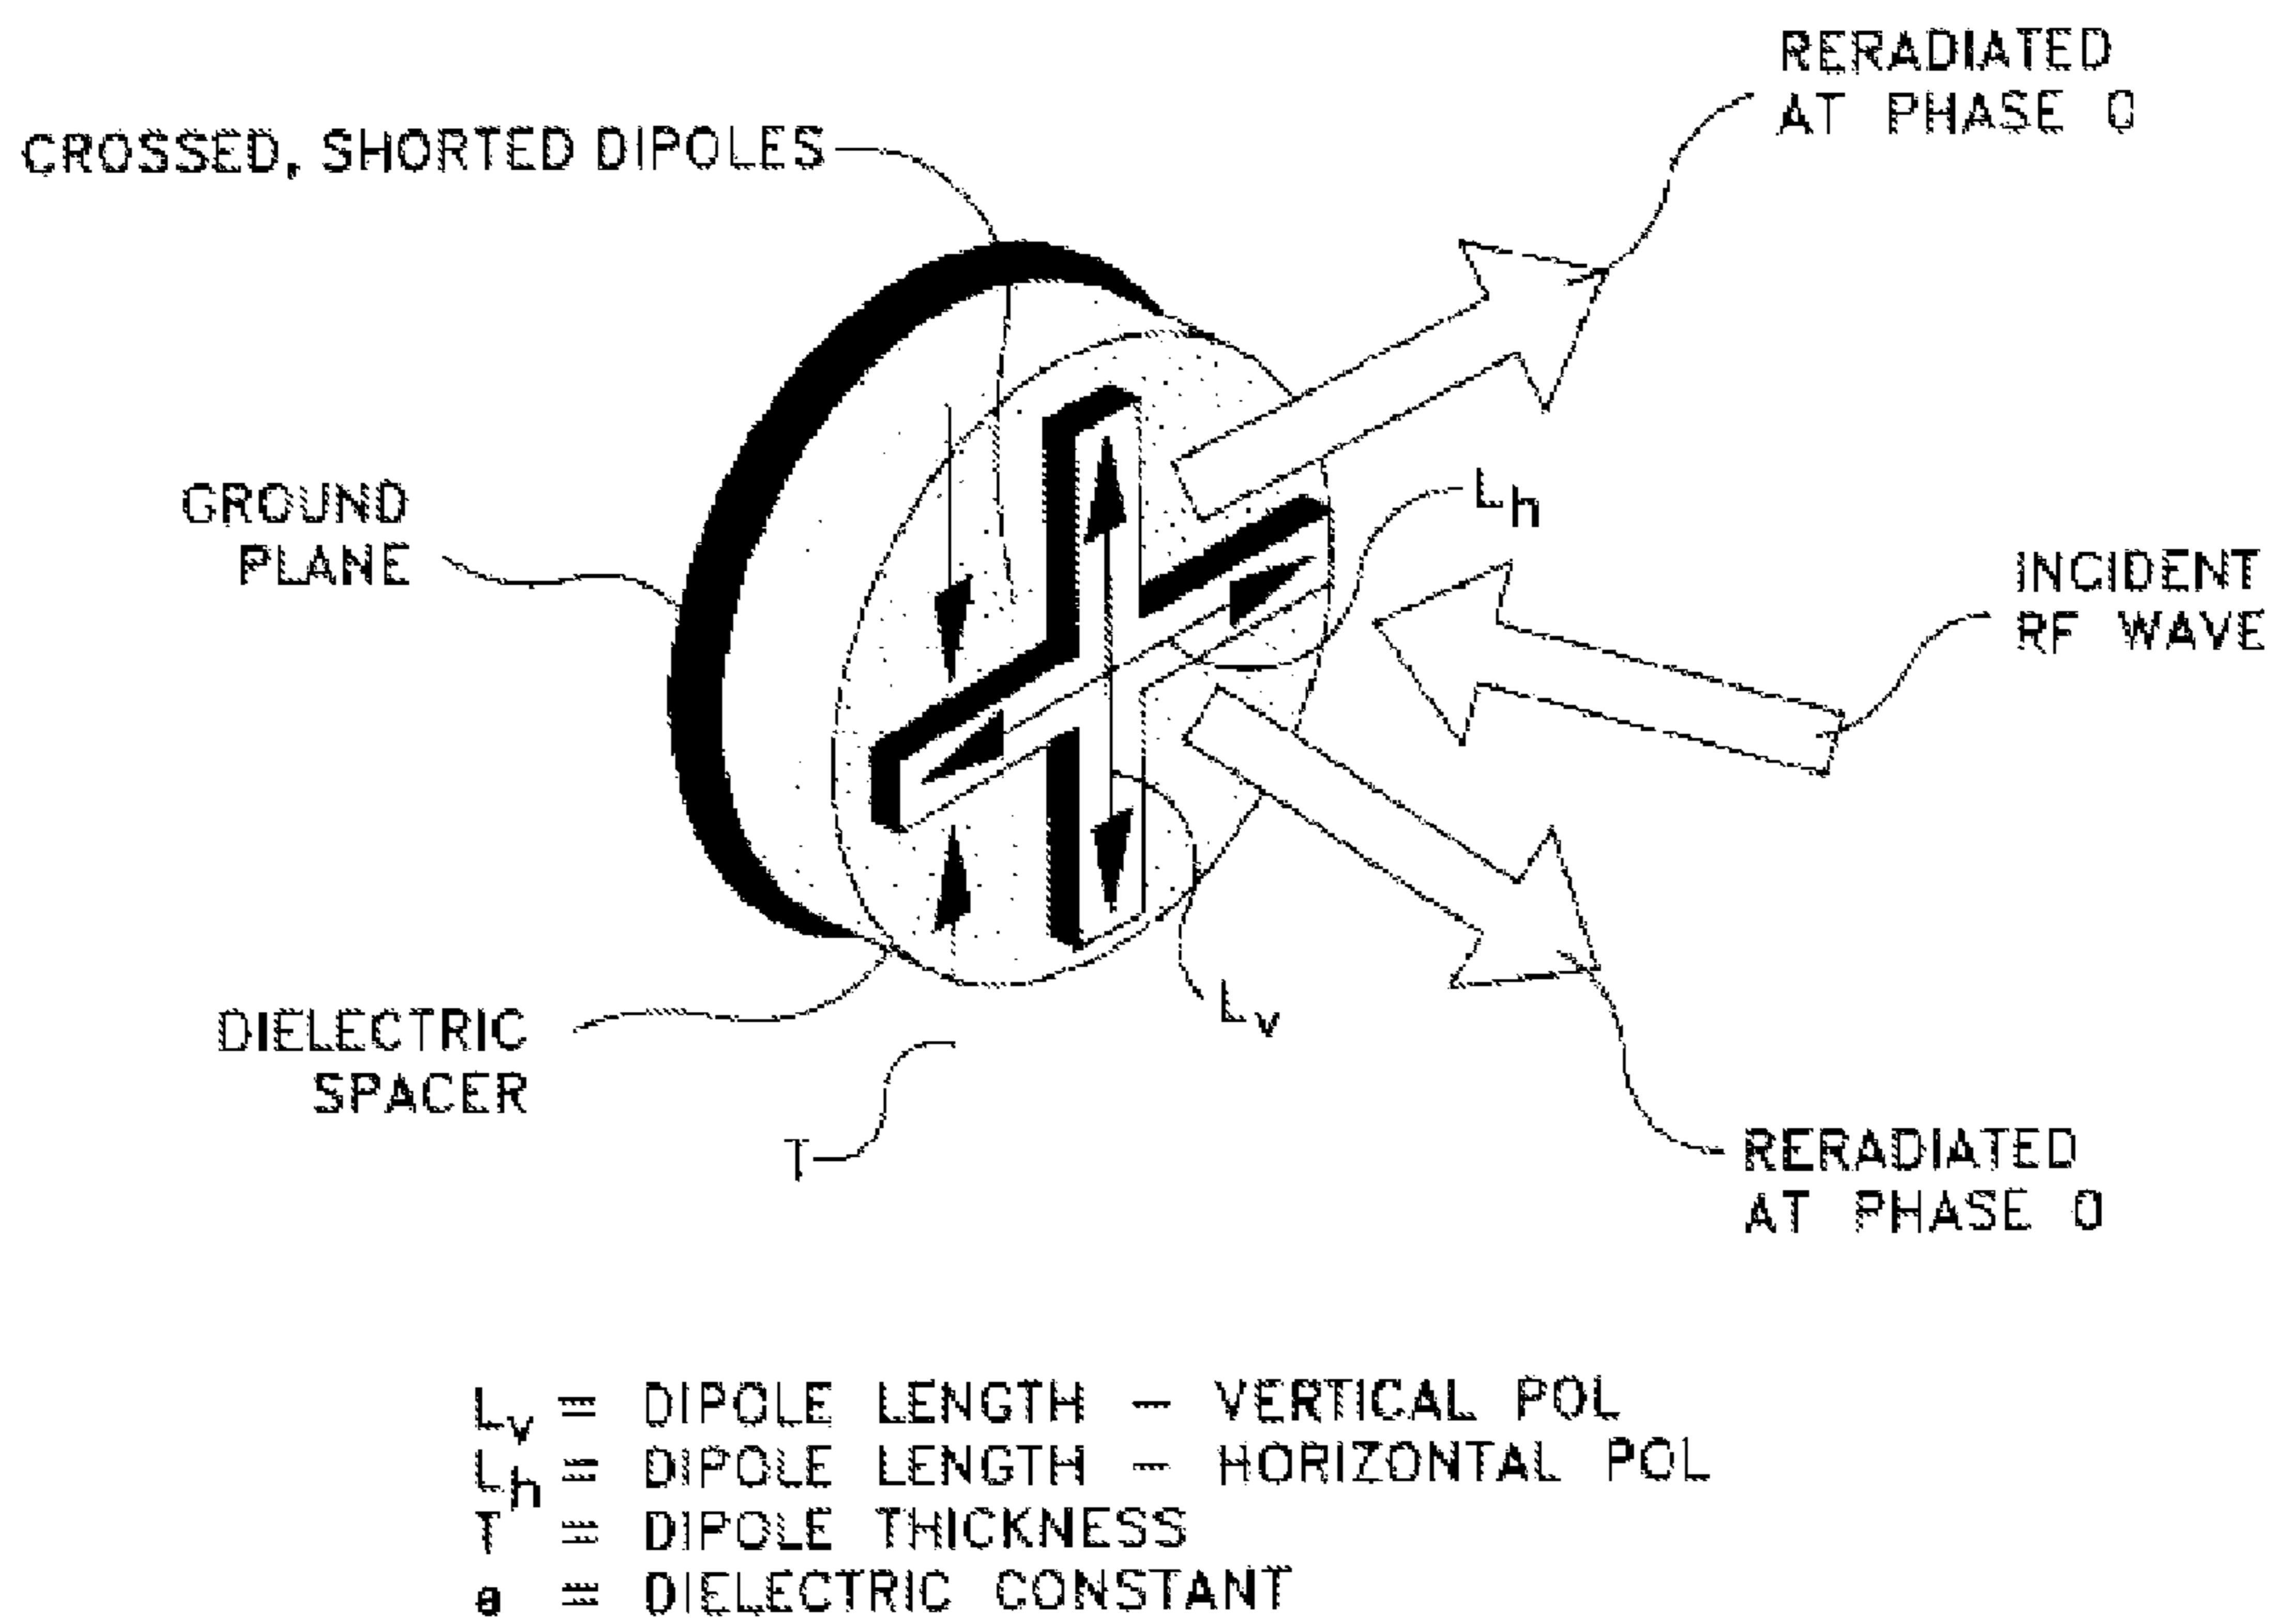 RERADIATED
AT PHASE 0
CROSSED, SHORTED DIPOLES
GROUND
PLANE
Lh
INCIDENT
RF WAVE
DIELECTRIC
SPACER
Lv
T
RERADIATED
AT PHASE 0
Lv = DIPOLE LENGTH - VERTICAL POL
Lh = DIPOLE LENGTH - HORIZONTAL POL
T = DIPOLE THICKNESS
e = DIELECTRIC CONSTANT